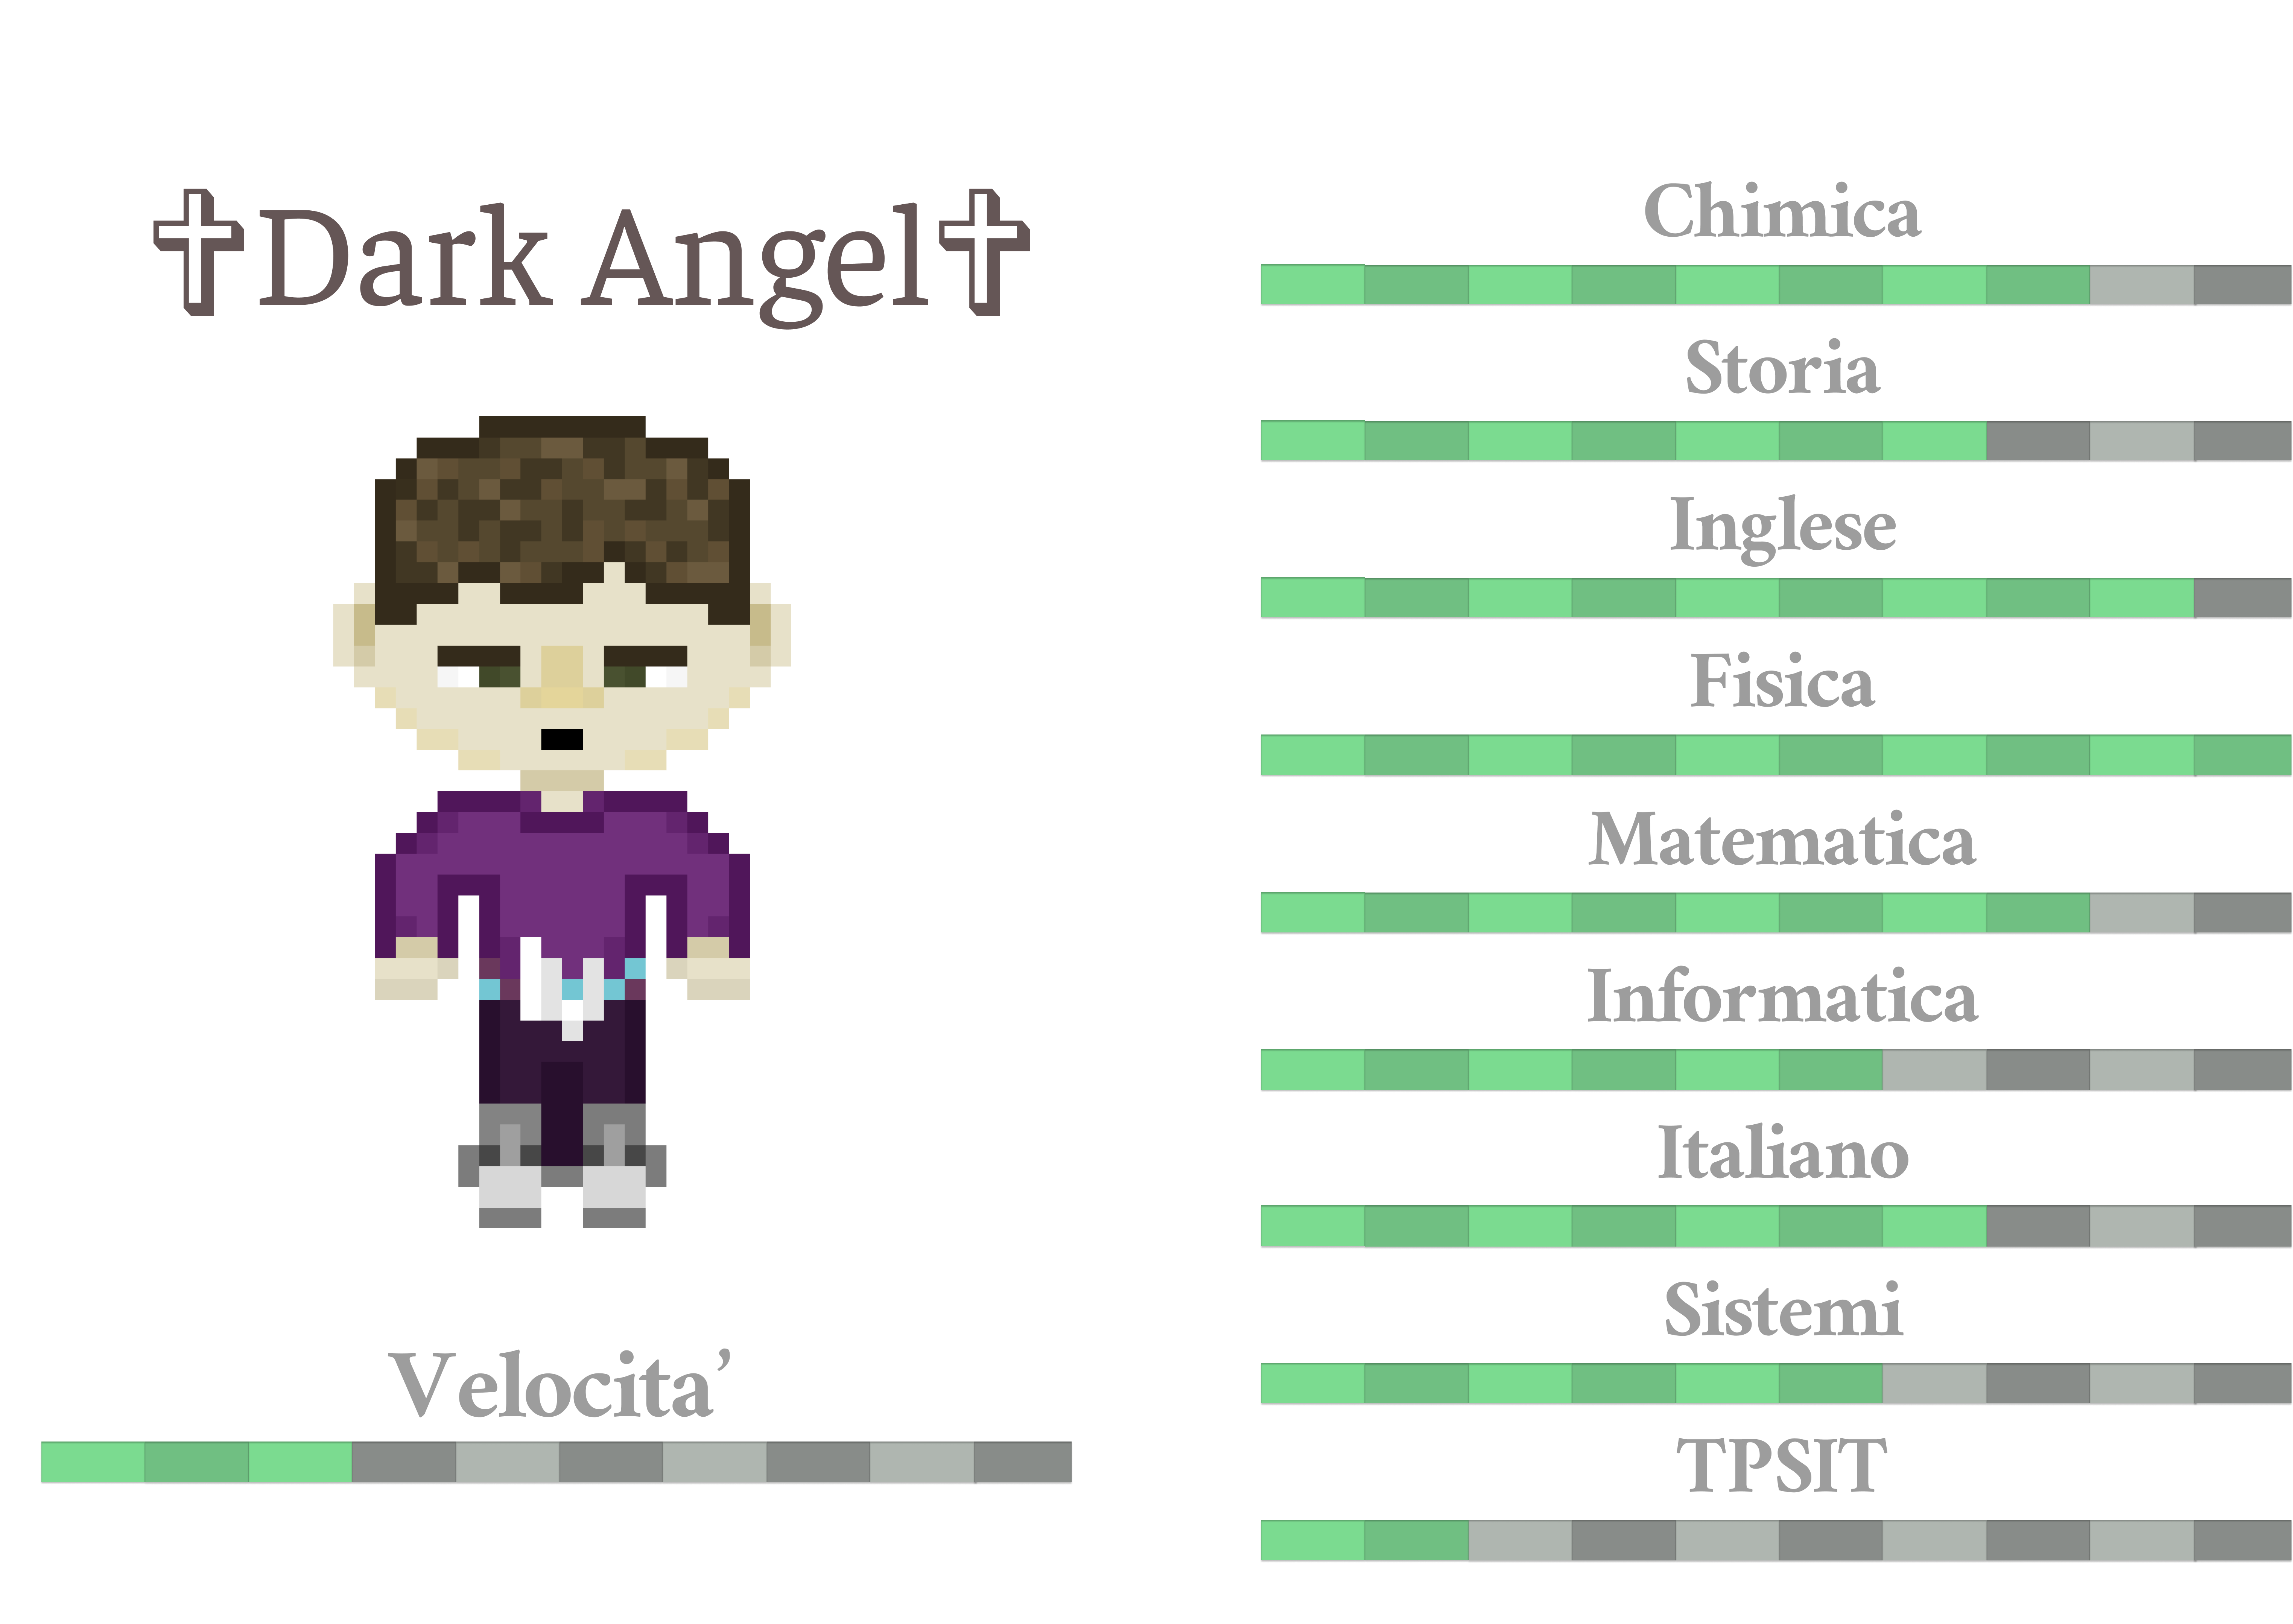 ✝Dark Angel✝
Chimica
Storia
Inglese
Fisica
Matematica
Informatica
Italiano
Sistemi
TPSIT
Velocita’